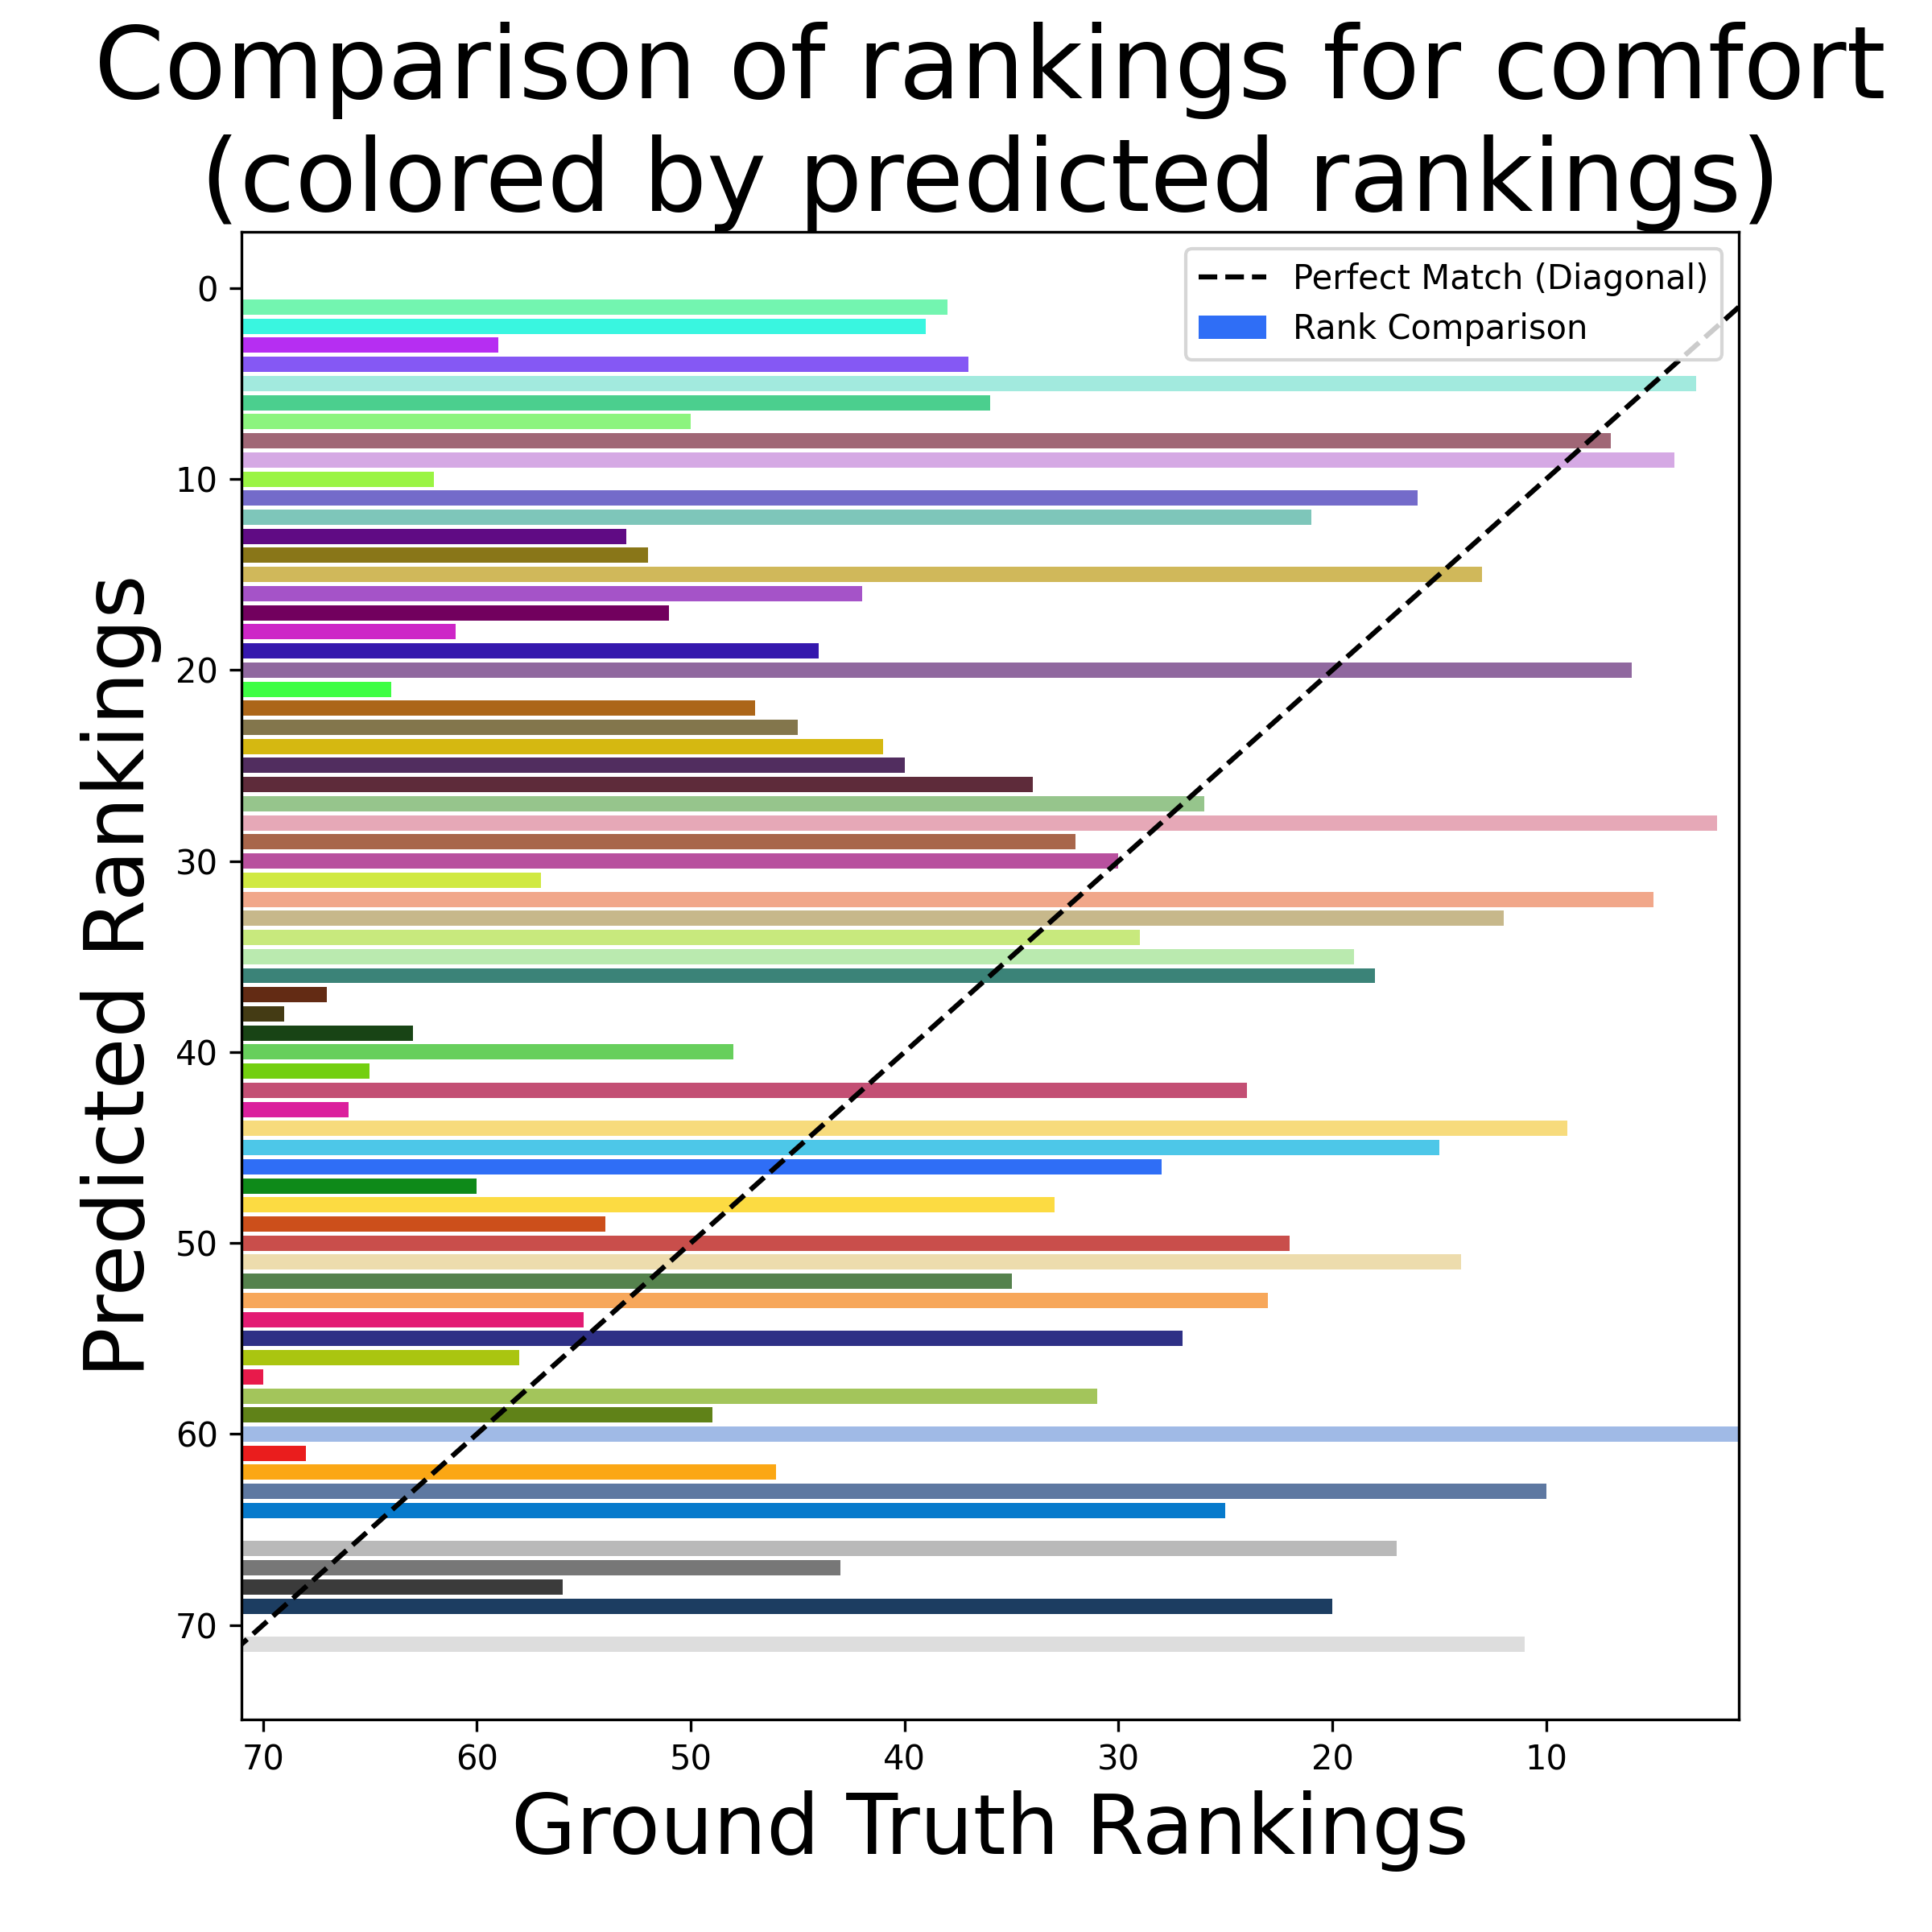 Comparison of rankings for comfort
(colored by predicted rankings)
Perfect Match (Diagonal)
Rank Comparison
Predicted Rankings
0
10
20
30
40
50
60
70
70 60 50 40 30 20 10
Ground Truth Rankings